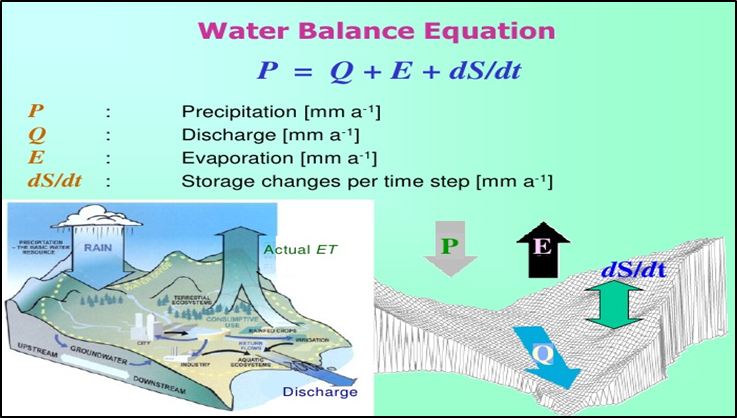 Water Balance Equation
P = Q + E + dS/dt
P : Precipitation [mm a⁻¹]
Q : Discharge [mm a⁻¹]
E : Evaporation [mm a⁻¹]
dS/dt : Storage changes per time step [mm a⁻¹]
PRECIPITATION
– THE BASIC WATER
RESOURCE
RAIN
Actual ET
WATERSHED
TERRESTRIAL
ECOSYSTEMS
CONSUMPTIVE
USE
RAINFED CROPS
CITY
RETURN
FLOWS
IRRIGATION
UPSTREAM
GROUNDWATER
INDUSTRY
AQUATIC
ECOSYSTEMS
DOWNSTREAM
Discharge
P
E
dS/dt
Q